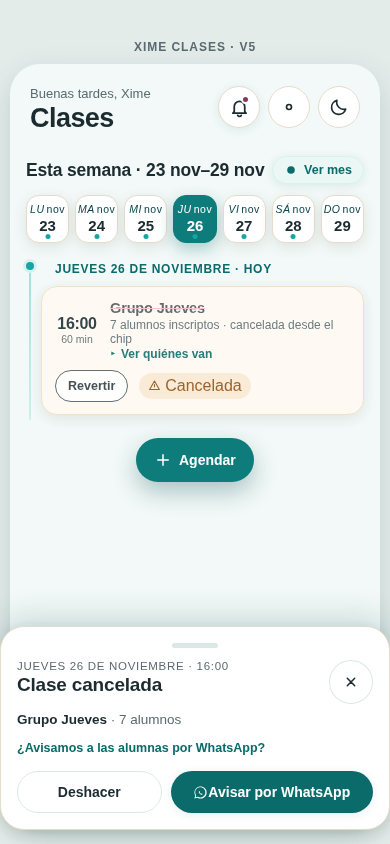 XIME CLASES · V5
Buenas tardes, Xime
Clases
Esta semana · 23 nov–29 nov
Ver mes
LU nov
23
MA nov
24
MI nov
25
JU nov
26
VI nov
27
SÁ nov
28
DO nov
29
JUEVES 26 DE NOVIEMBRE · HOY
16:00
60 min
Grupo Jueves
7 alumnos inscriptos · cancelada desde el
chip
Ver quiénes van
Revertir
Cancelada
Agendar
JUEVES 26 DE NOVIEMBRE · 16:00
Clase cancelada
Grupo Jueves · 7 alumnos
¿Avisamos a las alumnas por WhatsApp?
Deshacer
Avisar por WhatsApp